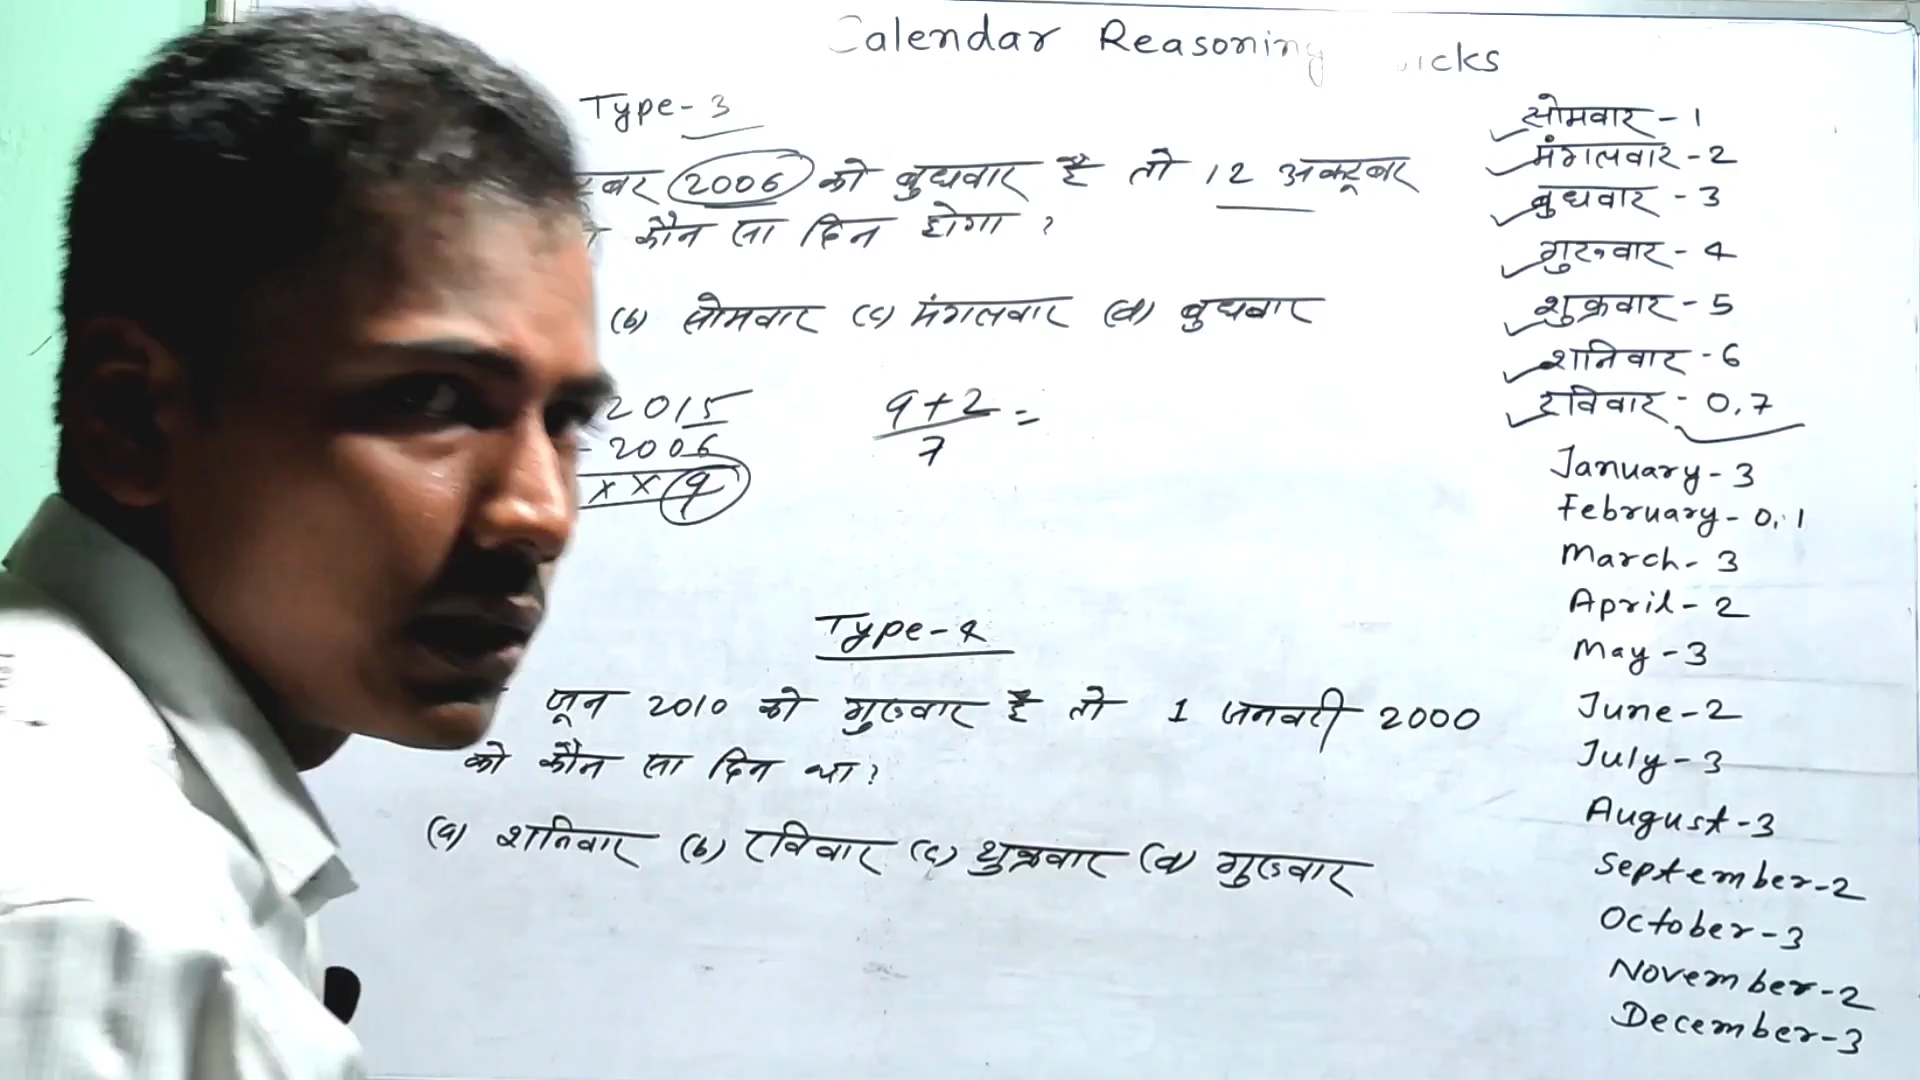 Calendar Reasoning icks
Type-3
बर 2006 को बुधवार है तो 12 अक्टूबर
कौन सा दिन होगा ?
(b) सोमवार (c) मंगलवार (d) बुधवार
2015
- 2006
x x 9
9+2
7
=
Type-4
जून 2010 को गुरुवार है तो 1 जनवरी 2000
को कौन सा दिन था ?
(a) शनिवार (b) रविवार (c) शुक्रवार (d) गुरुवार
सोमवार - 1
मंगलवार - 2
बुधवार - 3
गुरुवार - 4
शुक्रवार - 5
शनिवार - 6
रविवार - 0,7
January - 3
February - 0, 1
March - 3
April - 2
May - 3
June - 2
July - 3
August - 3
September - 2
October - 3
November - 2
December - 3